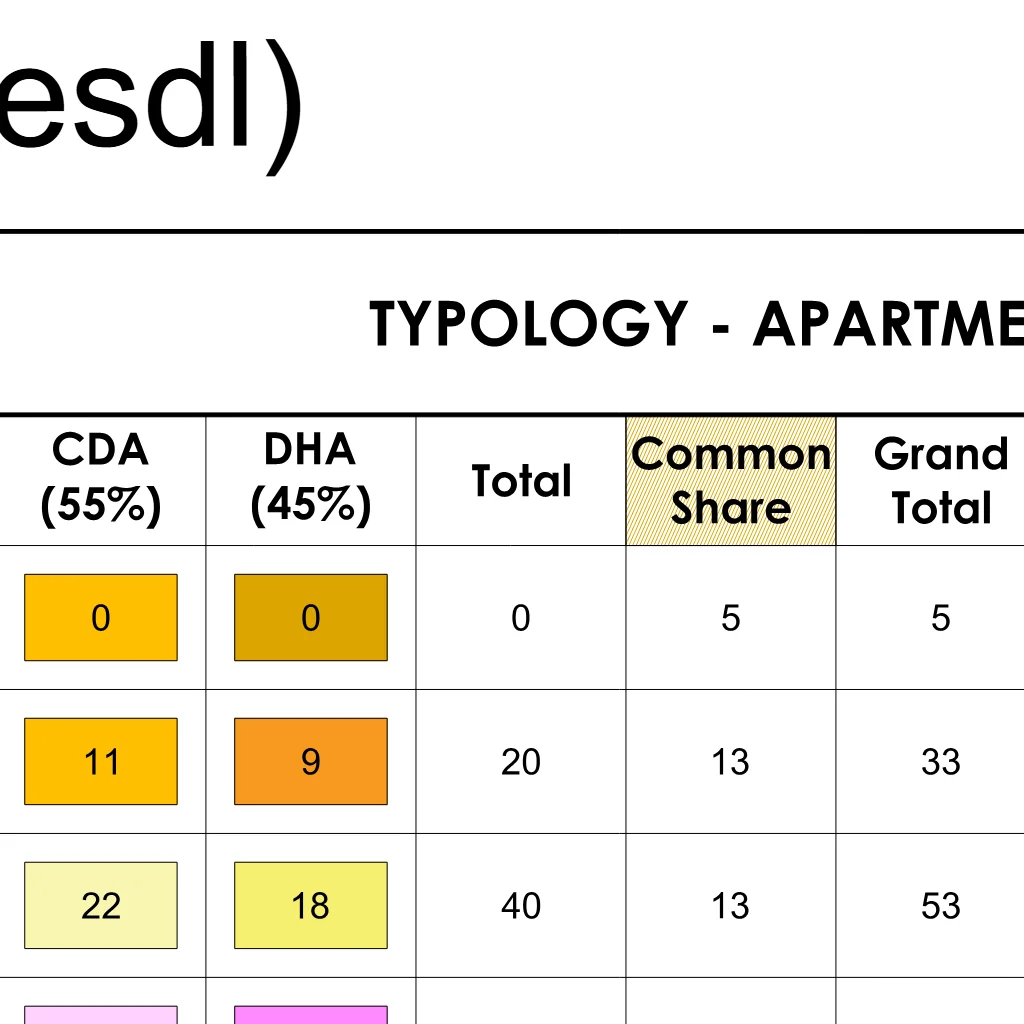 esdl)
TYPOLOGY - APARTME
CDA (55%) DHA (45%) Total Common Share Grand Total
0 0 0 5 5
11 9 20 13 33
22 18 40 13 53